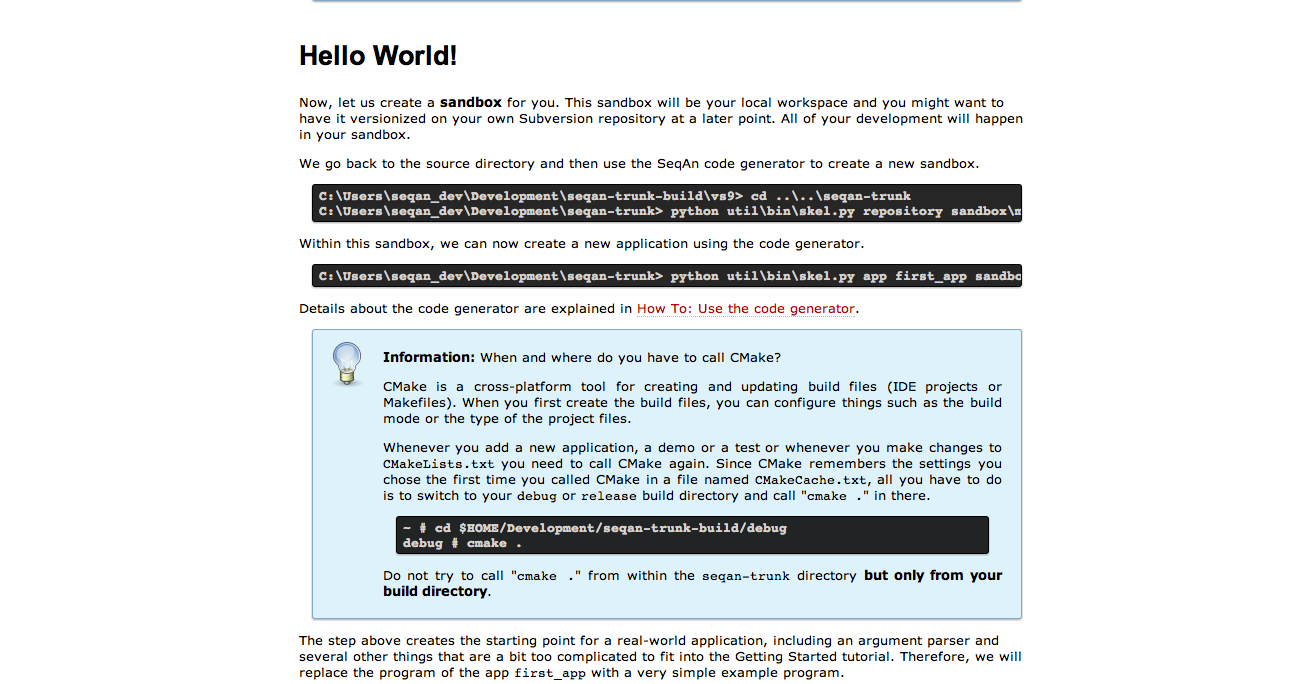 Hello World!
Now, let us create a sandbox for you. This sandbox will be your local workspace and you might want to
have it versionized on your own Subversion repository at a later point. All of your development will happen
in your sandbox.
We go back to the source directory and then use the SeqAn code generator to create a new sandbox.
C:\Users\seqan_dev\Development\seqan-trunk-build\vs9> cd ..\..\seqan-trunk
C:\Users\seqan_dev\Development\seqan-trunk> python util\bin\skel.py repository sandbox\m
Within this sandbox, we can now create a new application using the code generator.
C:\Users\seqan_dev\Development\seqan-trunk> python util\bin\skel.py app first_app sandbo
Details about the code generator are explained in How To: Use the code generator.
Information: When and where do you have to call CMake?
CMake is a cross-platform tool for creating and updating build files (IDE projects or
Makefiles). When you first create the build files, you can configure things such as the build
mode or the type of the project files.
Whenever you add a new application, a demo or a test or whenever you make changes to
CMakeLists.txt you need to call CMake again. Since CMake remembers the settings you
chose the first time you called CMake in a file named CMakeCache.txt, all you have to do
is to switch to your debug or release build directory and call "cmake ." in there.
~ # cd $HOME/Development/seqan-trunk-build/debug
debug # cmake .
Do not try to call "cmake ." from within the seqan-trunk directory but only from your
build directory.
The step above creates the starting point for a real-world application, including an argument parser and
several other things that are a bit too complicated to fit into the Getting Started tutorial. Therefore, we will
replace the program of the app first_app with a very simple example program.